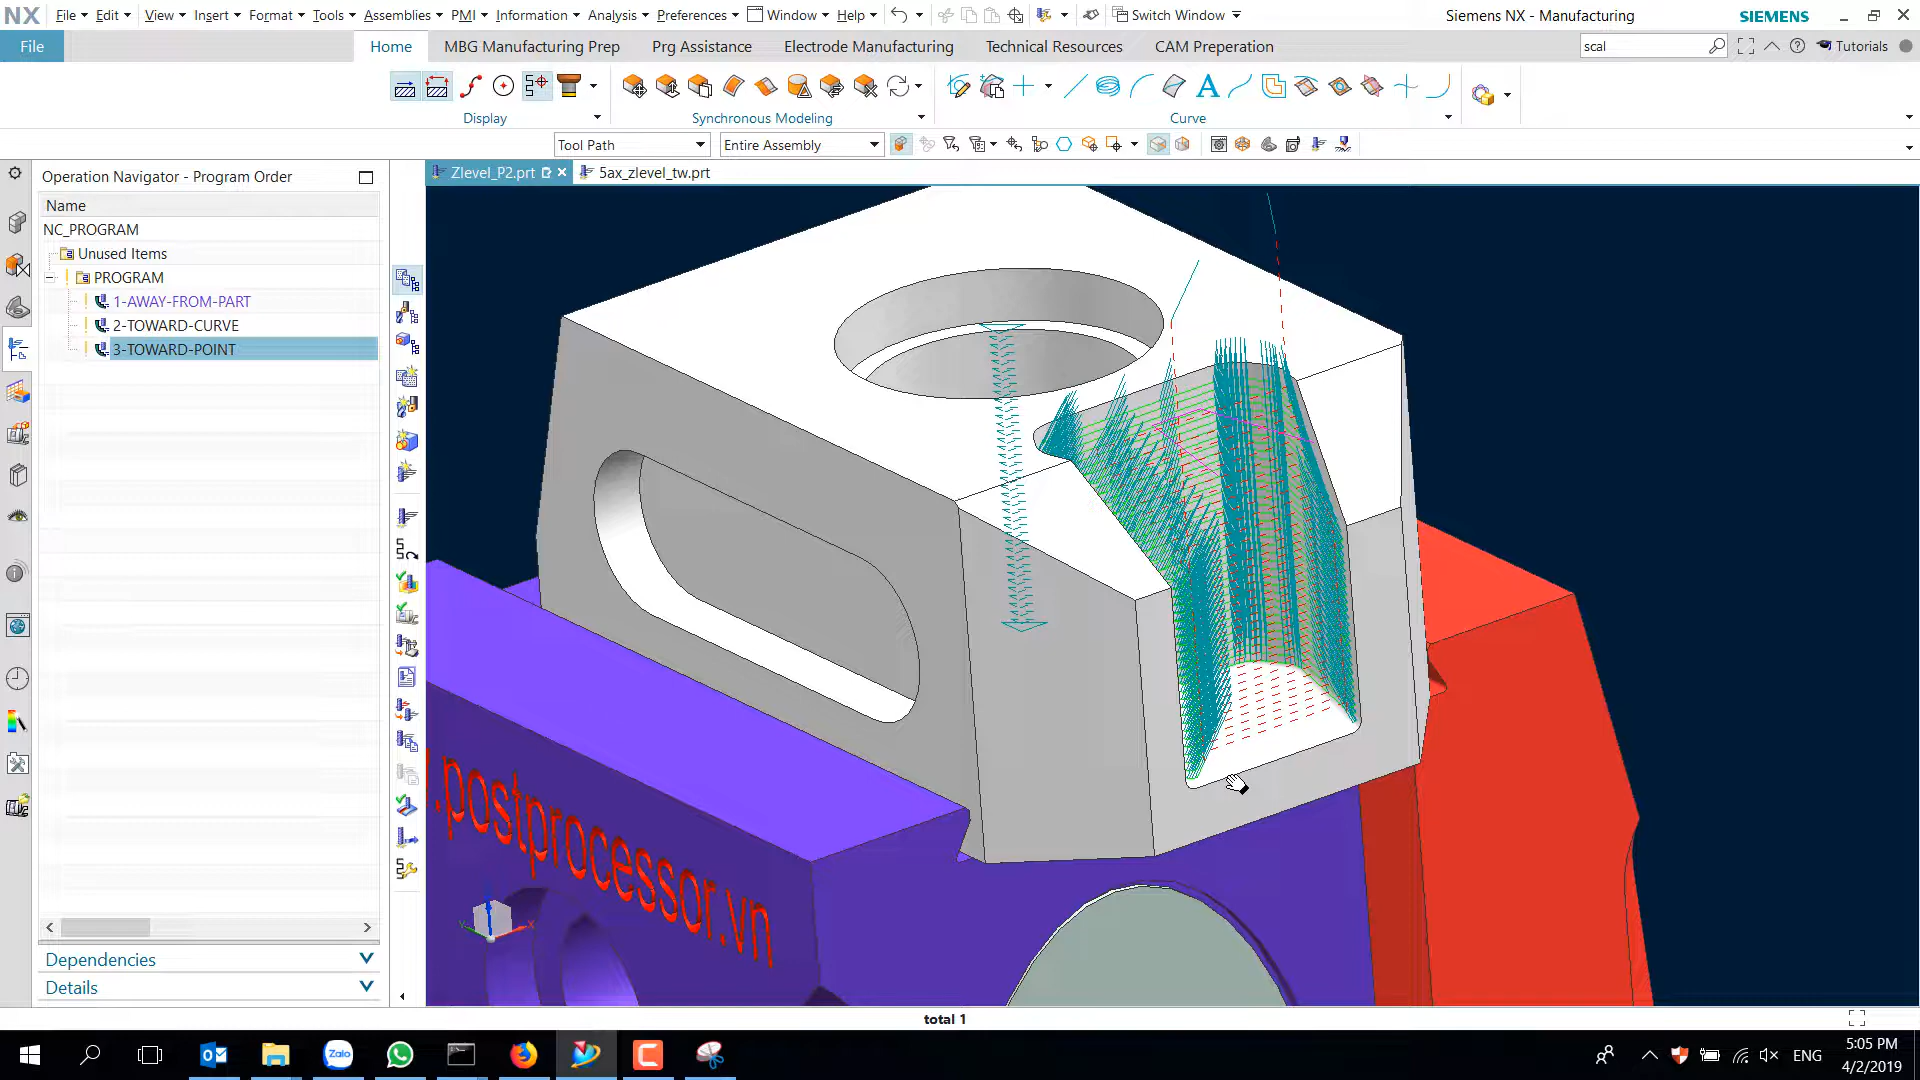 NX File Edit View Insert Format Tools Assemblies PMI Information Analysis Preferences Window Help Switch Window Siemens NX - Manufacturing SIEMENS
File Home MBG Manufacturing Prep Prg Assistance Electrode Manufacturing Technical Resources CAM Preperation scal Tutorials
A
Display Synchronous Modeling Curve
Tool Path Entire Assembly
Operation Navigator - Program Order Zlevel_P2.prt 5ax_zlevel_tw.prt
Name
NC_PROGRAM
Unused Items
PROGRAM
1-AWAY-FROM-PART
2-TOWARD-CURVE
3-TOWARD-POINT
.postprocessor.vn
Dependencies
Details
total 1
Zalo
ENG
5:05 PM
4/2/2019